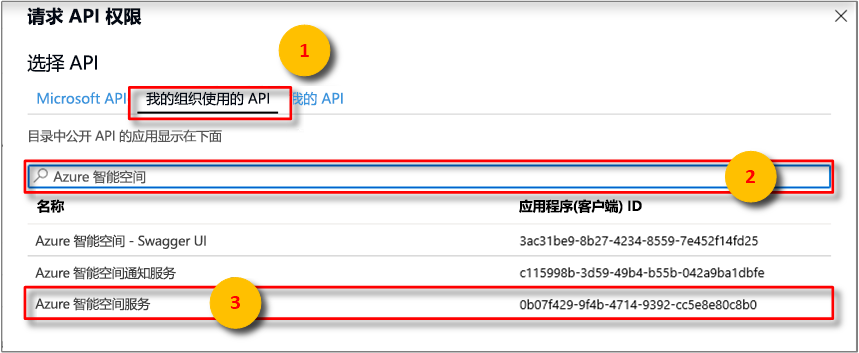 请求 API 权限
选择 API
1
Microsoft API 我的组织使用的 API 我的 API
目录中公开 API 的应用显示在下面
Azure 智能空间
2
名称 应用程序(客户端) ID
Azure 智能空间 - Swagger UI 3ac31be9-8b27-4234-8559-7e452f14fd25
Azure 智能空间通知服务 c115998b-3d59-49b4-b55b-042a9ba1dbfe
Azure 智能空间服务 3 0b07f429-9f4b-4714-9392-cc5e8e80c8b0